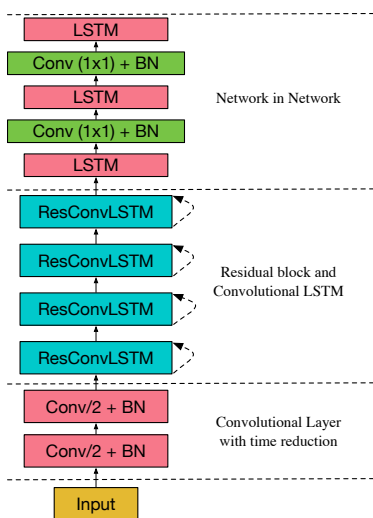 LSTM
Conv (1x1) + BN
LSTM
Network in Network
Conv (1x1) + BN
LSTM
ResConvLSTM
ResConvLSTM
Residual block and
Convolutional LSTM
ResConvLSTM
ResConvLSTM
Conv/2 + BN
Convolutional Layer
with time reduction
Conv/2 + BN
Input